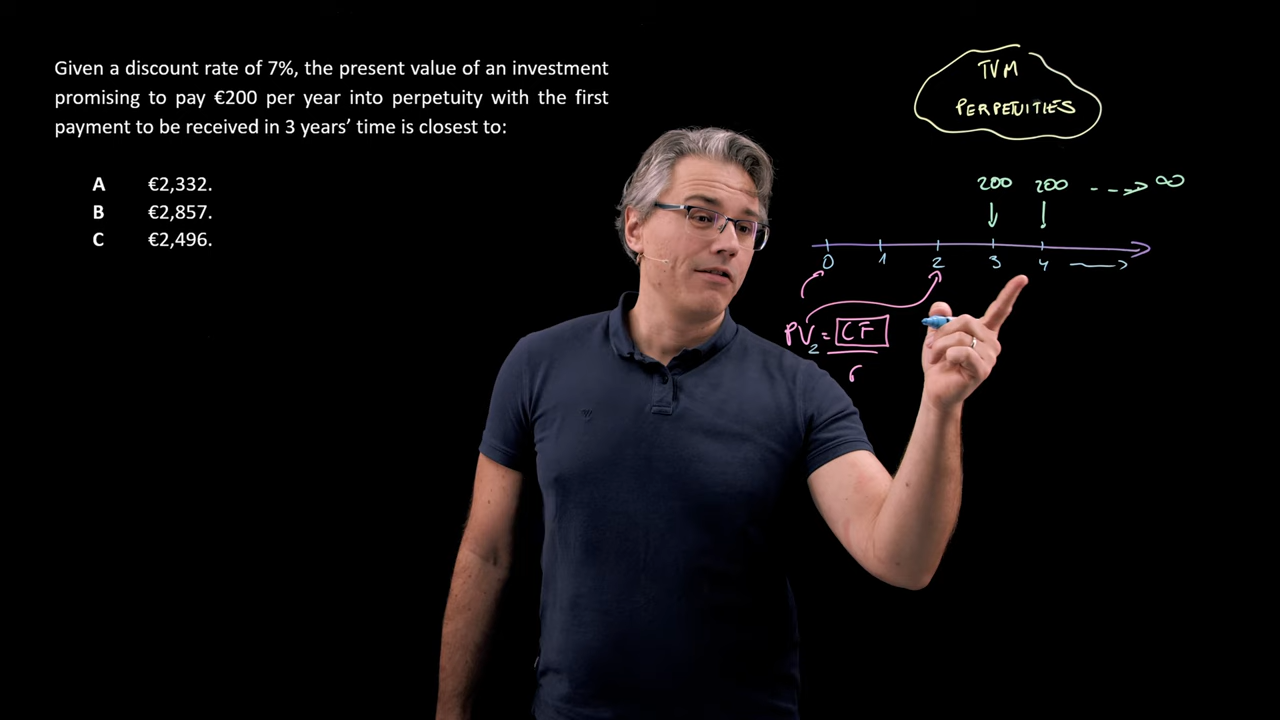 Given a discount rate of 7%, the present value of an investment
promising to pay €200 per year into perpetuity with the first
payment to be received in 3 years’ time is closest to:
A €2,332.
B €2,857.
C €2,496.
TVM
PERPENITIES
200 200 ---> ∞
0 1 2 3 4
PV2 = CF
r